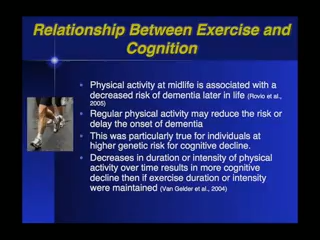 Relationship Between Exercise and
Cognition
• Physical activity at midlife is associated with a
decreased risk of dementia later in life (Rovio et al.,
2005)
• Regular physical activity may reduce the risk or
delay the onset of dementia
• This was particularly true for individuals at
higher genetic risk for cognitive decline.
• Decreases in duration or intensity of physical
activity over time results in more cognitive
decline then if exercise duration or intensity
were maintained (Van Gelder et al., 2004)